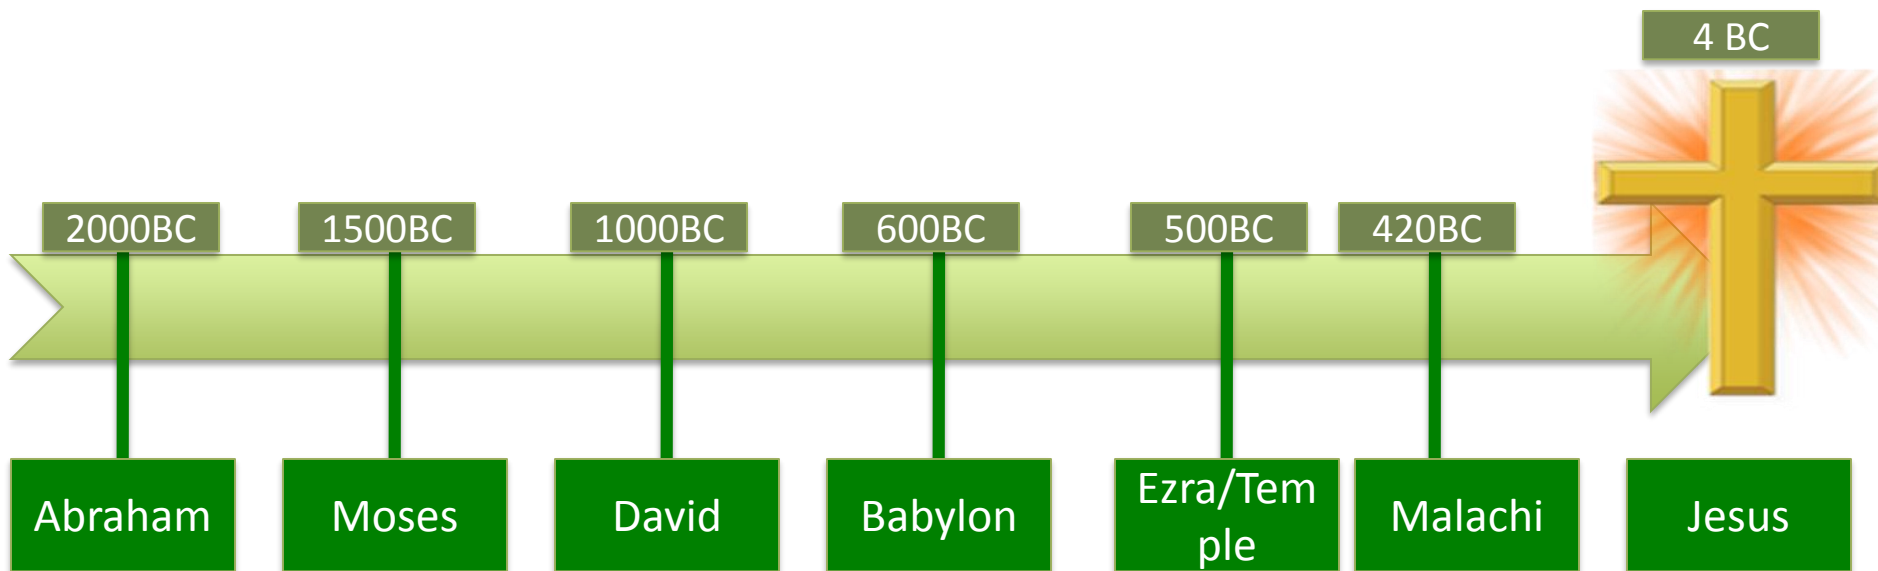 4 BC
2000BC
1500BC
1000BC
600BC
500BC
420BC
Abraham
Moses
David
Babylon
Ezra/Tem
ple
Malachi
Jesus